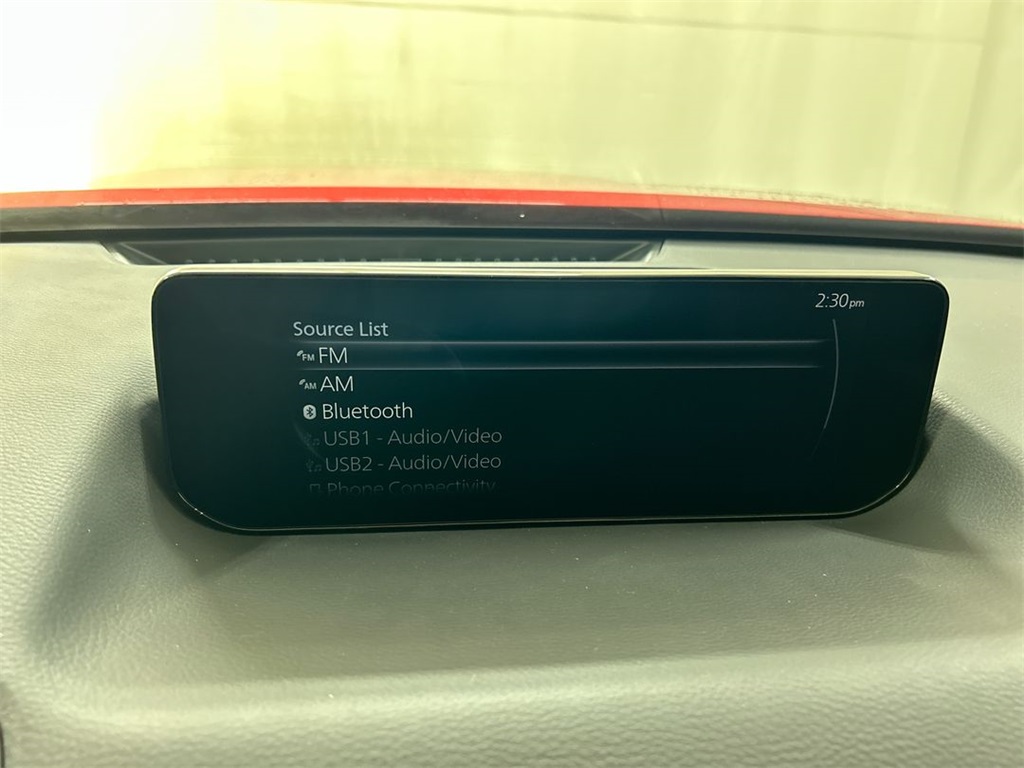 2:30pm
Source List
FM FM
AM AM
Bluetooth
USB1 - Audio/Video
USB2 - Audio/Video
Phone Connectivity